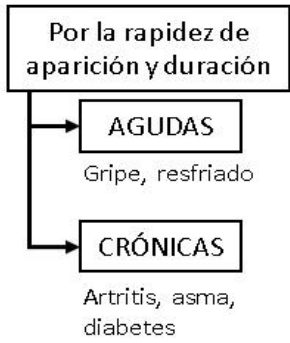 Por la rapidez de
aparición y duración
AGUDAS
Gripe, resfriado
CRÓNICAS
Artritis, asma,
diabetes